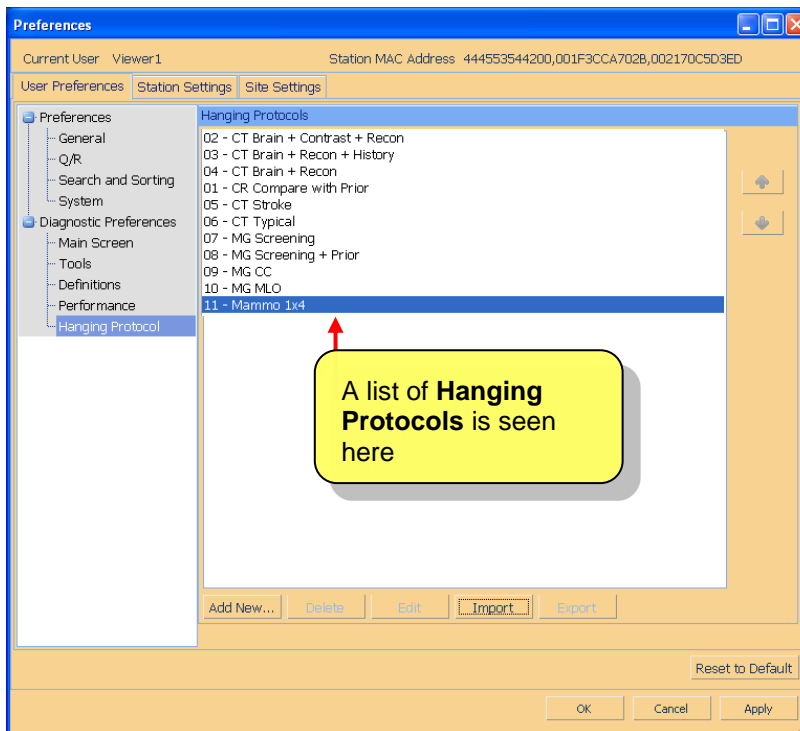 Preferences
Current User Viewer1 Station MAC Address 444553544200,001F3CCA702B,002170C5D3ED
User Preferences Station Settings Site Settings
Preferences
General
Q/R
Search and Sorting
System
Diagnostic Preferences
Main Screen
Tools
Definitions
Performance
Hanging Protocol
Hanging Protocols
02 - CT Brain + Contrast + Recon
03 - CT Brain + Recon + History
04 - CT Brain + Recon
01 - CR Compare with Prior
05 - CT Stroke
06 - CT Typical
07 - MG Screening
08 - MG Screening + Prior
09 - MG CC
10 - MG MLO
11 - Mammo 1x4
A list of Hanging
Protocols is seen
here
Add New... Delete Edit Import Export
Reset to Default
OK Cancel Apply